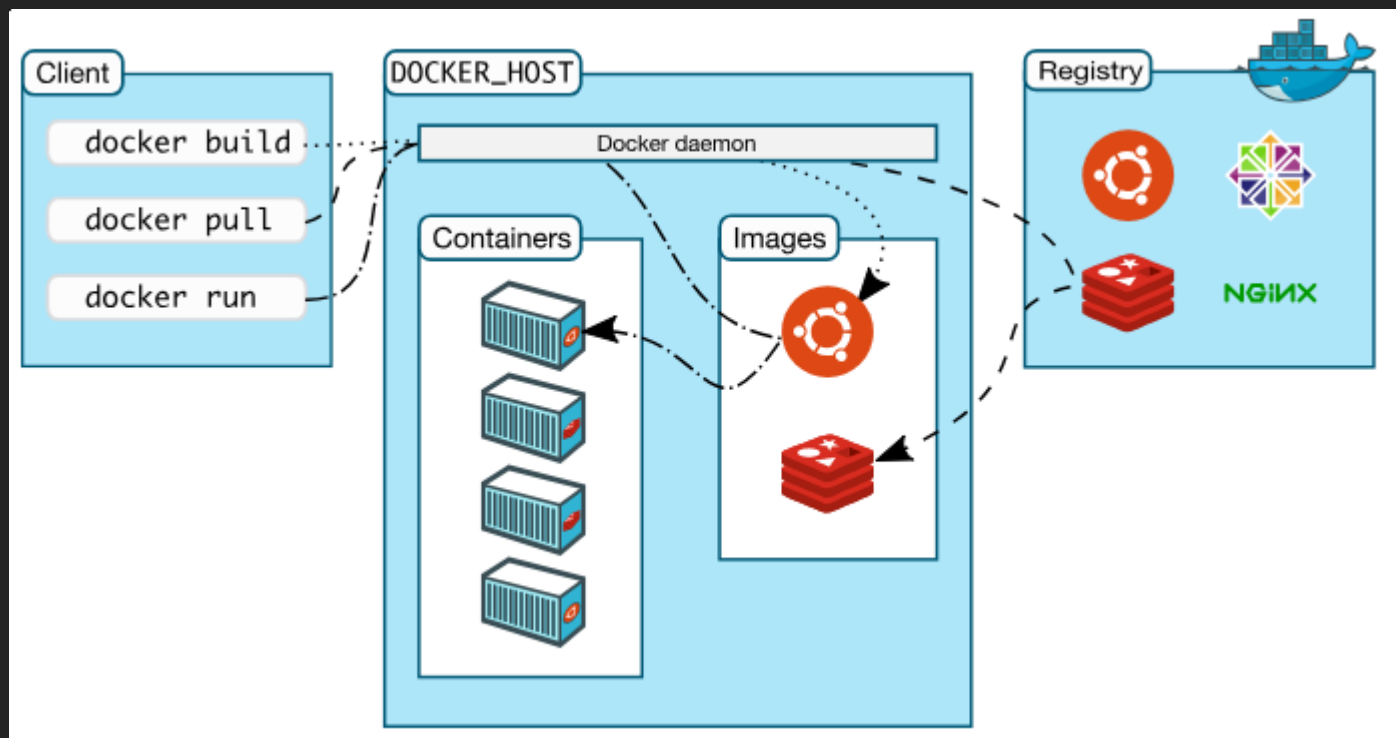 Client
docker build
docker pull
docker run
DOCKER_HOST
Docker daemon
Containers
Images
Registry
NGiNX